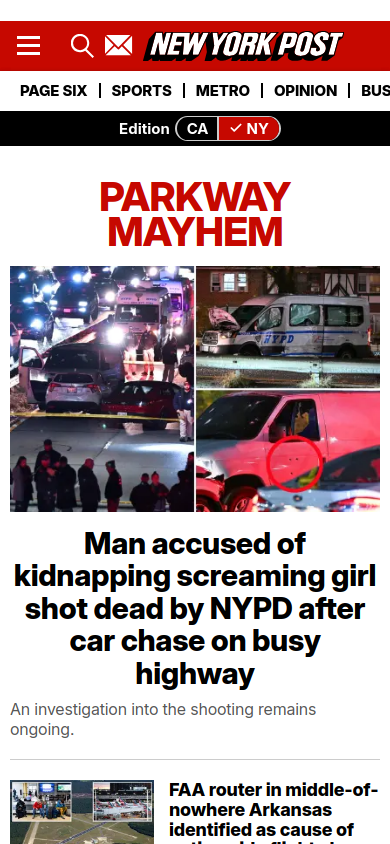 NEW YORK POST
PAGE SIX
SPORTS
METRO
OPINION
BUS
Edition CA NY
PARKWAY
MAYHEM
NYPD
Man accused of
kidnapping screaming girl
shot dead by NYPD after
car chase on busy
highway
An investigation into the shooting remains
ongoing.
FAA router in middle-of-
nowhere Arkansas
identified as cause of